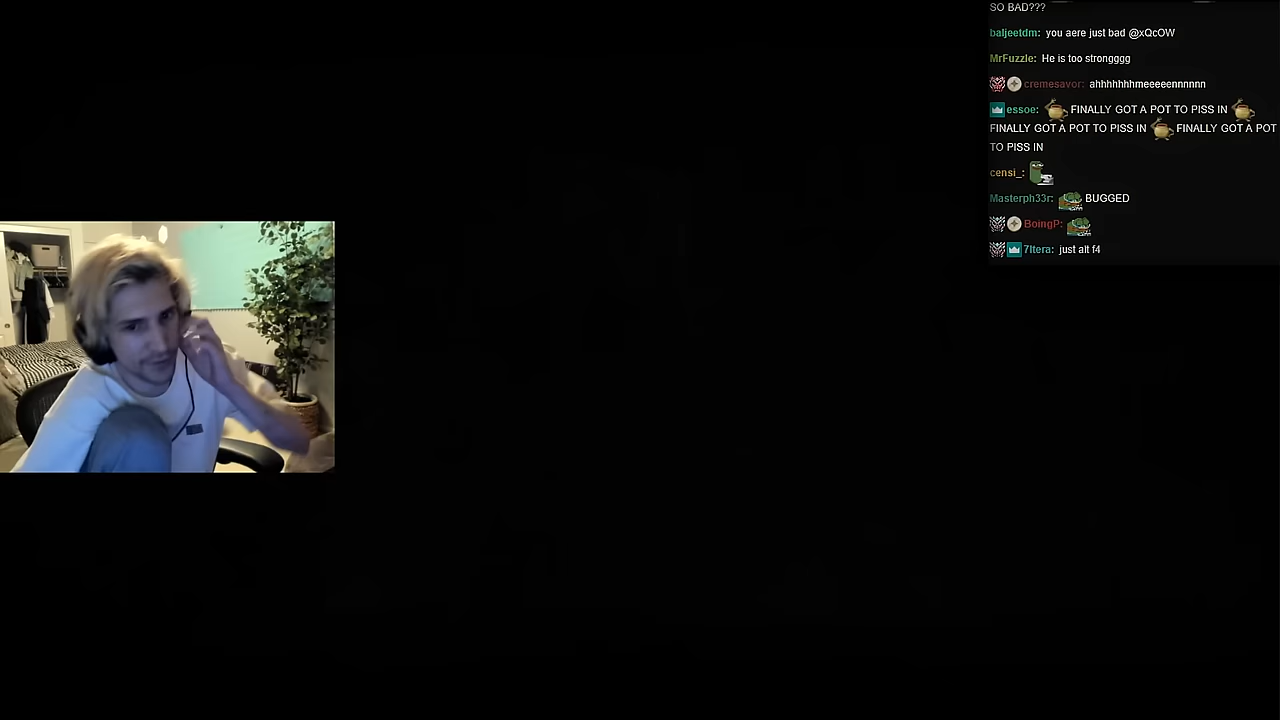 SO BAD???
baljeetdm: you aere just bad @xQcOW
MrFuzzle: He is too strongggg
cremesavor: ahhhhhhhmeeeeennnnnn
essoe: FINALLY GOT A POT TO PISS IN
FINALLY GOT A POT TO PISS IN FINALLY GOT A POT
TO PISS IN
censi_:
Masterph33r: BUGGED
BoingP:
7ltera: just alt f4